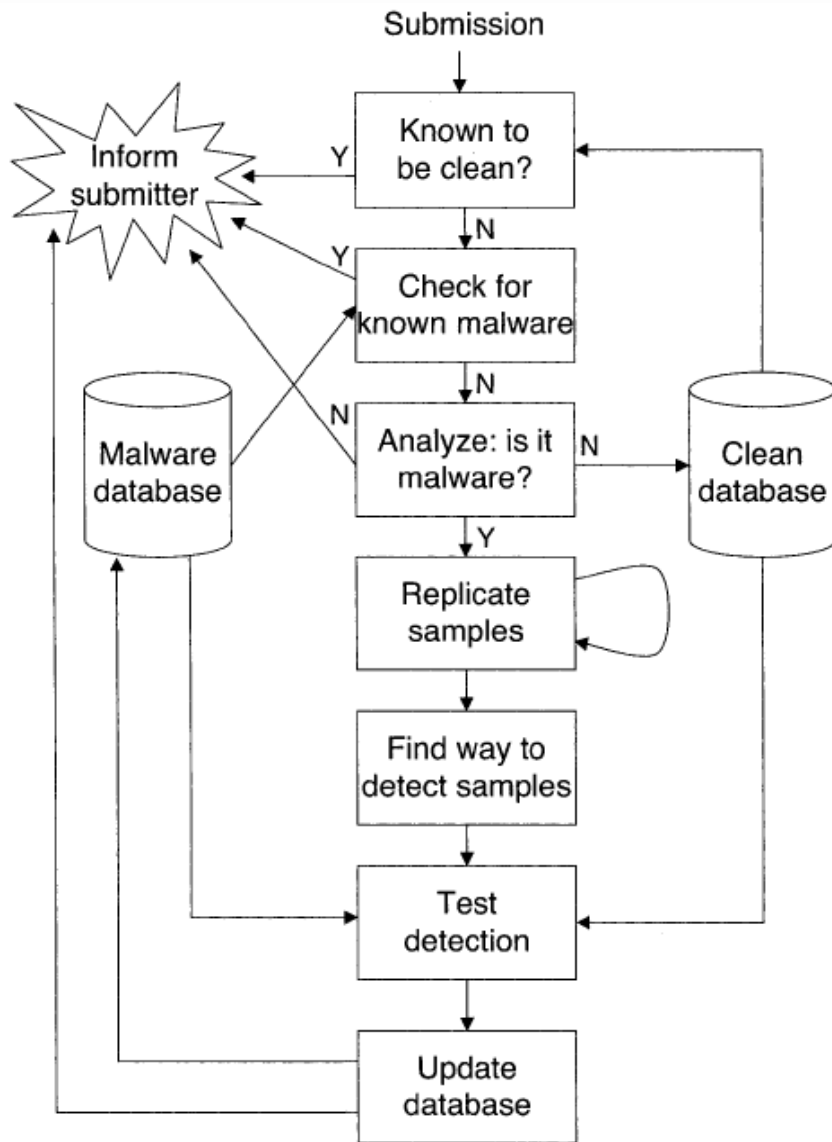 Submission
Known to
be clean?
Inform
submitter
Y
N
Y
Check for
known malware
N
N
Analyze: is it
malware?
N
Malware
database
Clean
database
Y
Replicate
samples
Find way to
detect samples
Test
detection
Update
database